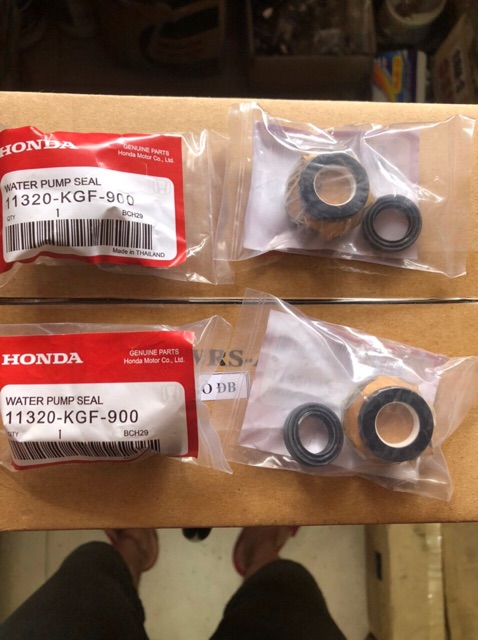 HONDA
GENUINE PARTS
Honda Motor Co., Ltd.
WATER PUMP SEAL
11320-KGF-900
QTY 1 BCH29
Made in THAILAND
HONDA
GENUINE PARTS
Honda Motor Co., Ltd.
WATER PUMP SEAL
11320-KGF-900
QTY 1 BCH29
O DB